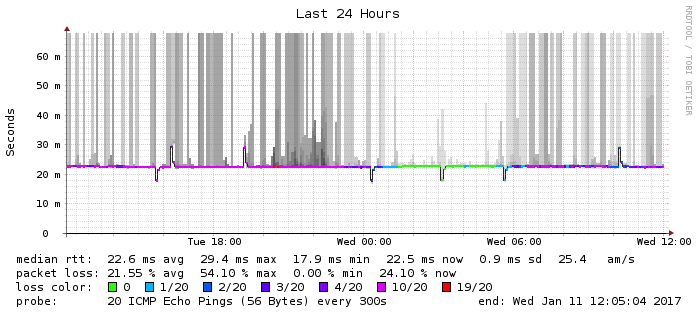 Last 24 Hours
RRDTOOL / TOBI OETIKER
Seconds
60 m
50 m
40 m
30 m
20 m
10 m
0
Tue 18:00 Wed 00:00 Wed 06:00 Wed 12:00
median rtt: 22.6 ms avg 29.4 ms max 17.9 ms min 22.5 ms now 0.9 ms sd 25.4 am/s
packet loss: 21.55 % avg 54.10 % max 0.00 % min 24.10 % now
loss color: 0 1/20 2/20 3/20 4/20 10/20 19/20
probe: 20 ICMP Echo Pings (56 Bytes) every 300s end: Wed Jan 11 12:05:04 2017